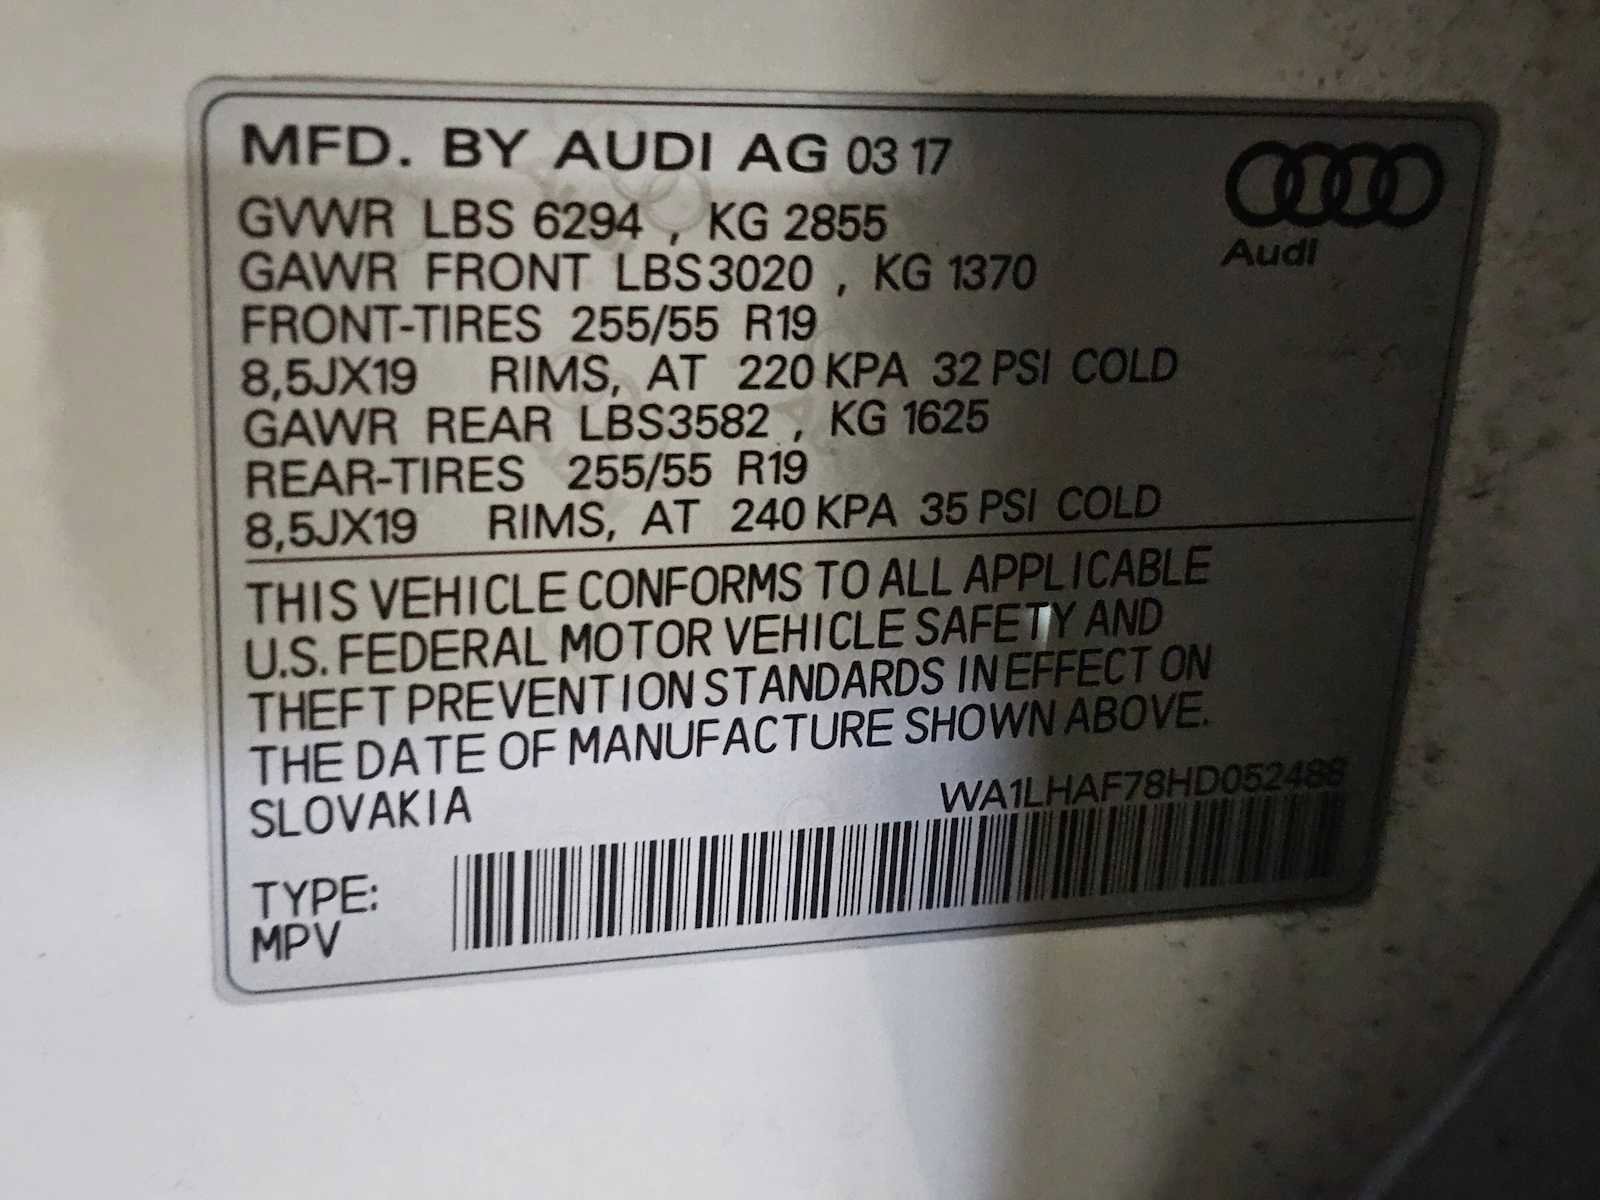 MFD. BY AUDI AG 03 17
Audi
GVWR LBS 6294 , KG 2855
GAWR FRONT LBS3020 , KG 1370
FRONT-TIRES 255/55 R19
8,5JX19 RIMS, AT 220 KPA 32 PSI COLD
GAWR REAR LBS3582 , KG 1625
REAR-TIRES 255/55 R19
8,5JX19 RIMS, AT 240 KPA 35 PSI COLD
THIS VEHICLE CONFORMS TO ALL APPLICABLE
U.S. FEDERAL MOTOR VEHICLE SAFETY AND
THEFT PREVENTION STANDARDS IN EFFECT ON
THE DATE OF MANUFACTURE SHOWN ABOVE.
SLOVAKIA
WA1LHAF78HD052488
TYPE:
MPV